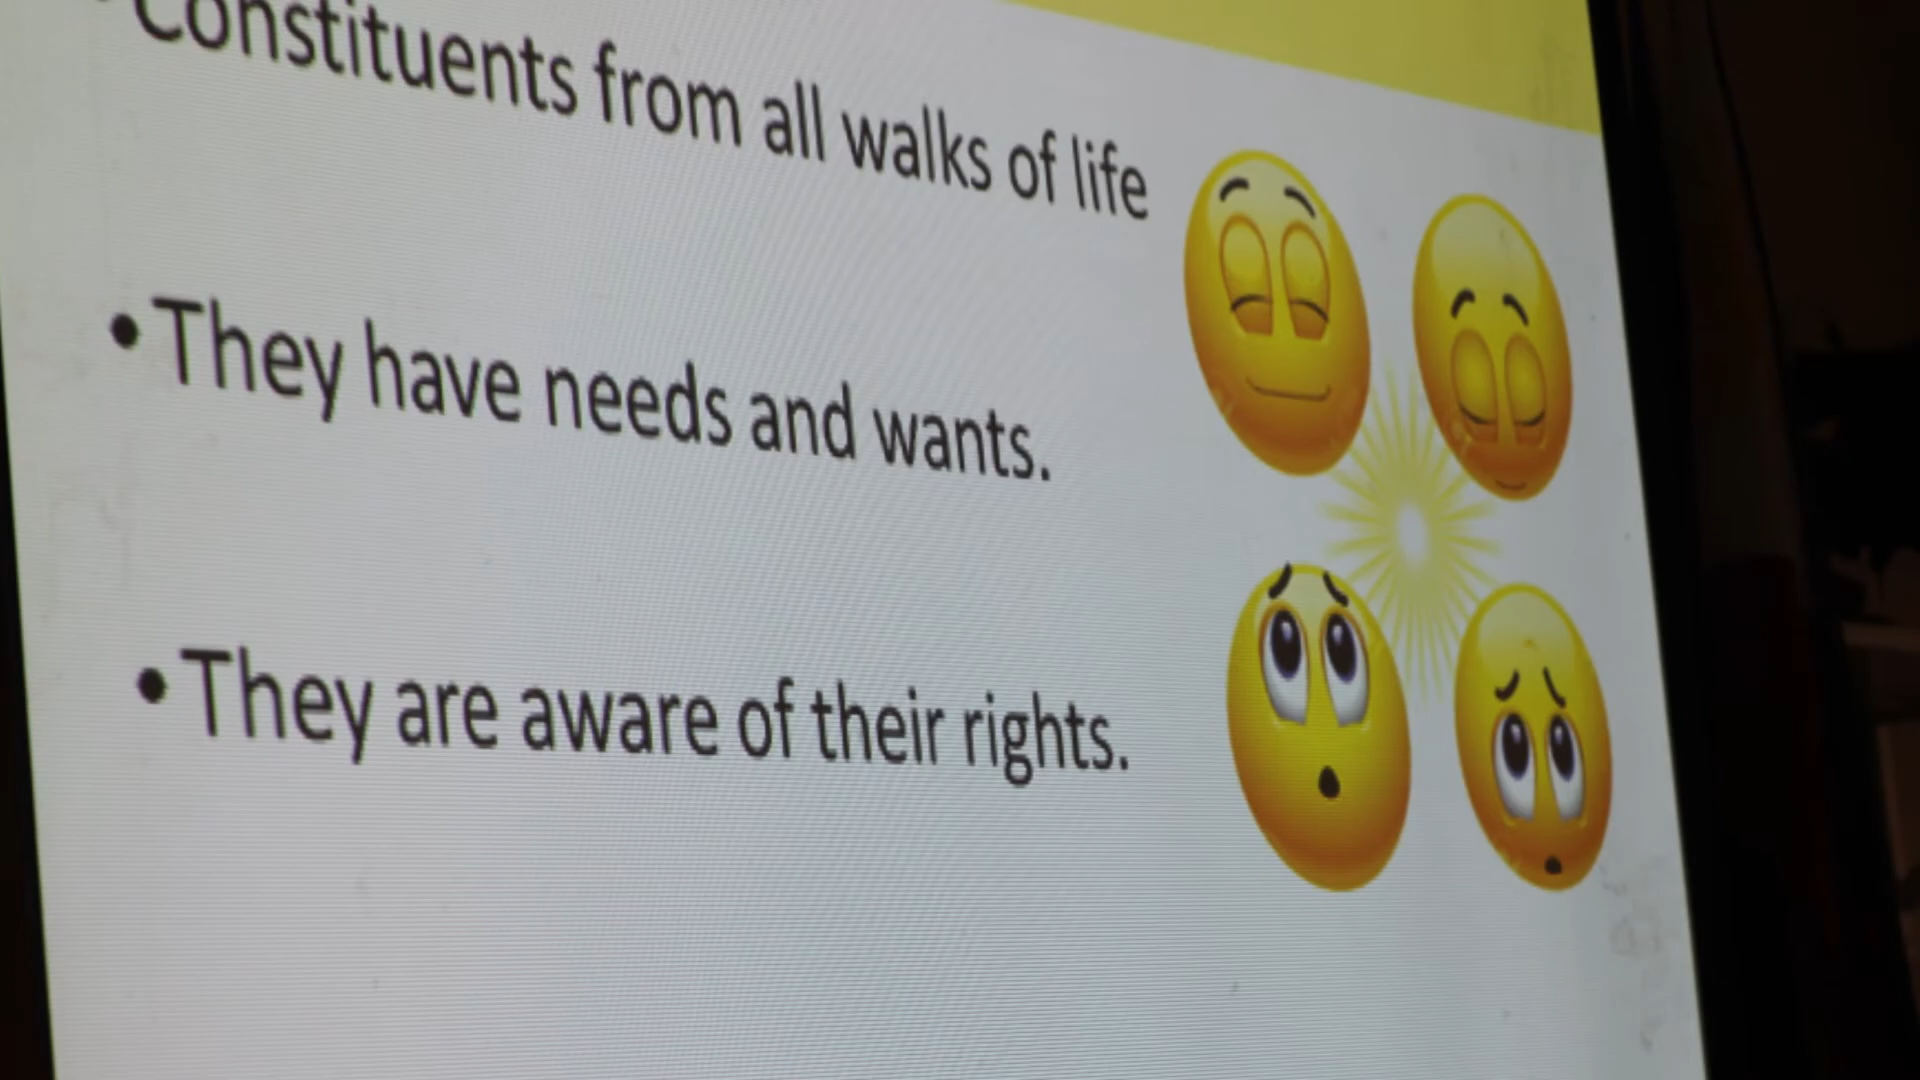 Constituents from all walks of life
• They have needs and wants.
• They are aware of their rights.